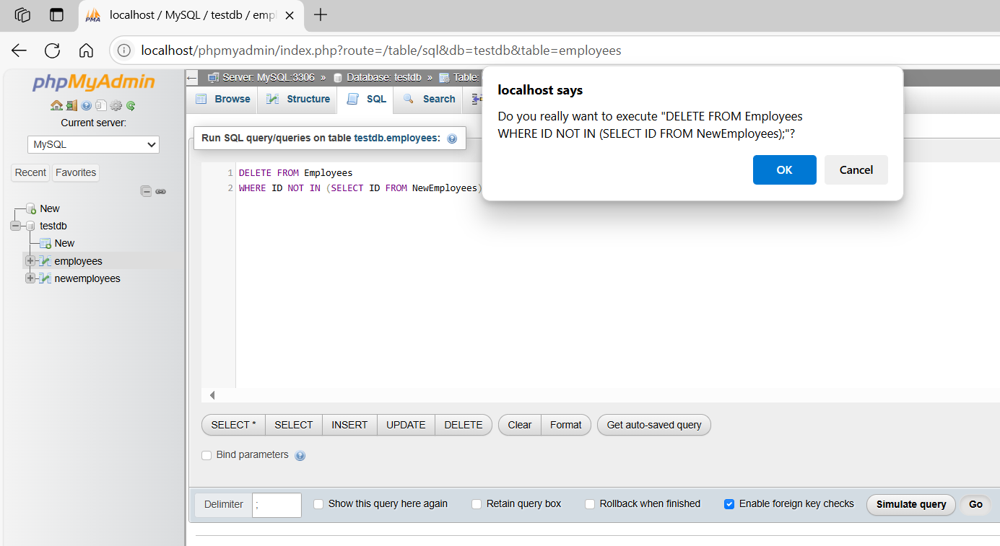 localhost / MySQL / testdb / empl
localhost/phpmyadmin/index.php?route=/table/sql&db=testdb&table=employees
phpMyAdmin
Current server:
MySQL
Recent Favorites
New
testdb
New
employees
newemployees
Server: MySQL:3306 » Database: testdb » Table:
Browse Structure SQL Search
Run SQL query/queries on table testdb.employees:
1 DELETE FROM Employees
2 WHERE ID NOT IN (SELECT ID FROM NewEmployees)
localhost says
Do you really want to execute "DELETE FROM Employees
WHERE ID NOT IN (SELECT ID FROM NewEmployees);"?
OK Cancel
SELECT * SELECT INSERT UPDATE DELETE Clear Format Get auto-saved query
Bind parameters
Delimiter ; Show this query here again Retain query box Rollback when finished Enable foreign key checks Simulate query Go